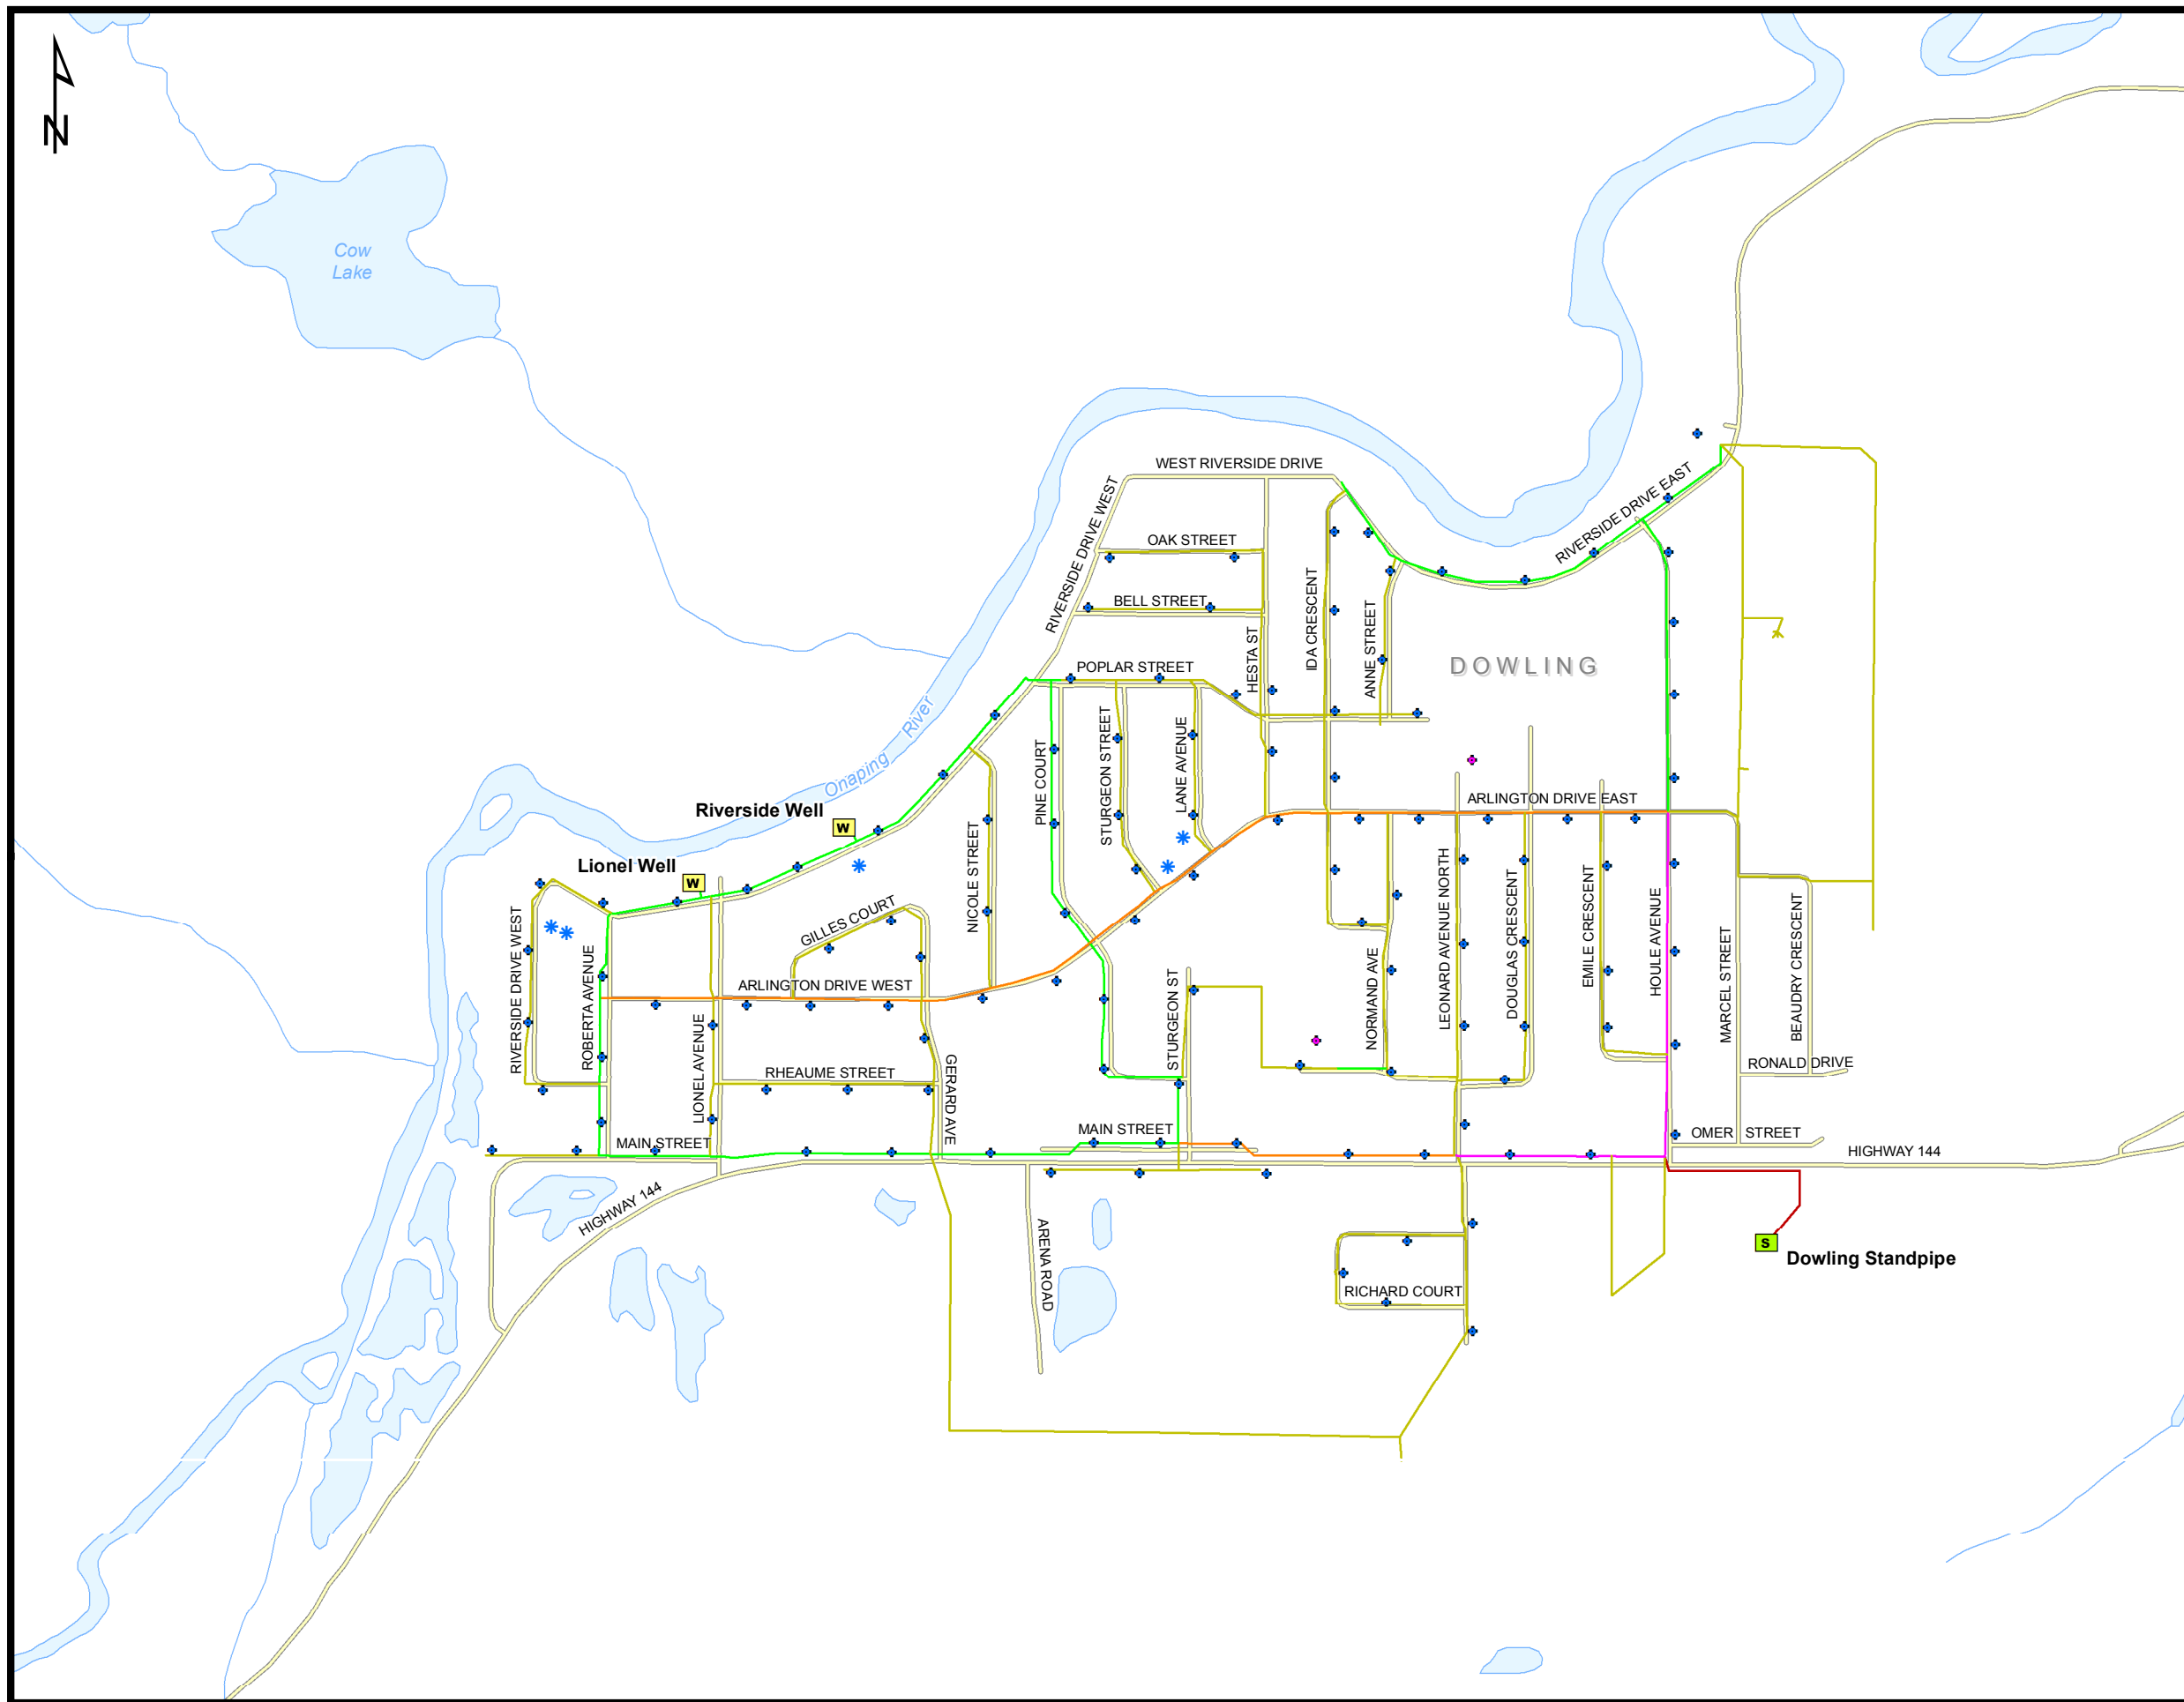 N
Cow
Lake
WEST RIVERSIDE DRIVE
RIVERSIDE DRIVE WEST
RIVERSIDE DRIVE EAST
OAK STREET
BELL STREET
IDA CRESCENT
ANNE STREET
HESTA ST
POPLAR STREET
DOWLING
Onaping River
PINE COURT
STURGEON STREET
LANE AVENUE
ARLINGTON DRIVE EAST
Riverside Well
W
Lionel Well
W
NICOLE STREET
GILLES COURT
RIVERSIDE DRIVE WEST
ROBERTA AVENUE
ARLINGTON DRIVE WEST
LIONEL AVENUE
RHEAUME STREET
GERARD AVE
STURGEON ST
NORMAND AVE
LEONARD AVENUE NORTH
DOUGLAS CRESCENT
EMILE CRESCENT
HOULE AVENUE
MARCEL STREET
BEAUDRY CRESCENT
RONALD DRIVE
OMER STREET
MAIN STREET
MAIN STREET
HIGHWAY 144
HIGHWAY 144
ARENA ROAD
RICHARD COURT
S
Dowling Standpipe